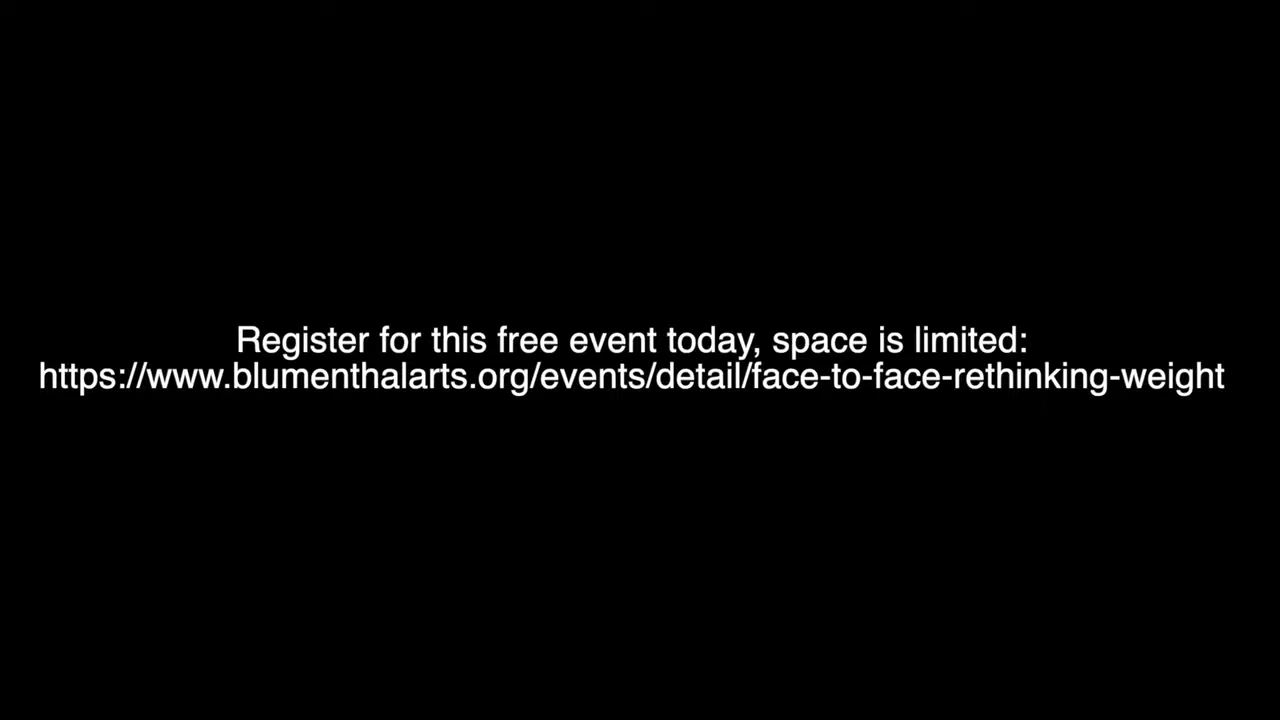 Register for this free event today, space is limited:
https://www.blumenthalarts.org/events/detail/face-to-face-rethinking-weight